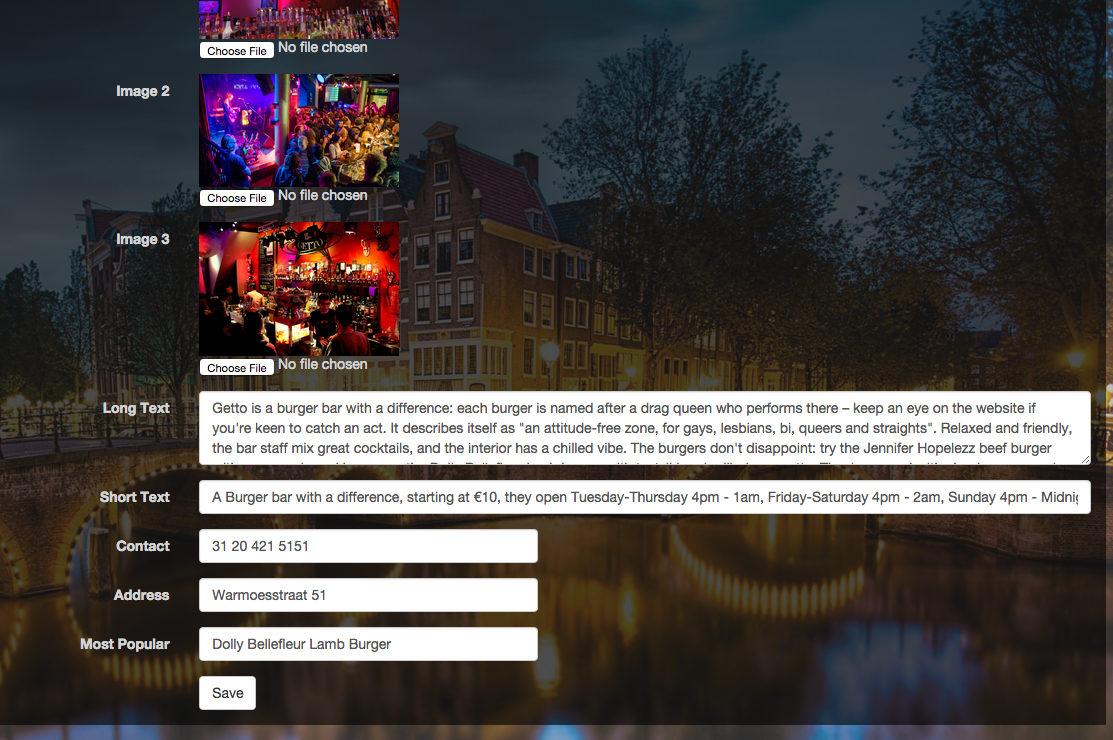 Choose File No file chosen
Image 2
Choose File No file chosen
Image 3
GETTO
Choose File No file chosen
Long Text
Getto is a burger bar with a difference: each burger is named after a drag queen who performs there – keep an eye on the website if
you're keen to catch an act. It describes itself as "an attitude-free zone, for gays, lesbians, bi, queers and straights". Relaxed and friendly,
the bar staff mix great cocktails, and the interior has a chilled vibe. The burgers don't disappoint: try the Jennifer Hopelezz beef burger
Short Text
A Burger bar with a difference, starting at €10, they open Tuesday-Thursday 4pm - 1am, Friday-Saturday 4pm - 2am, Sunday 4pm - Midnig
Contact
31 20 421 5151
Address
Warmoesstraat 51
Most Popular
Dolly Bellefleur Lamb Burger
Save